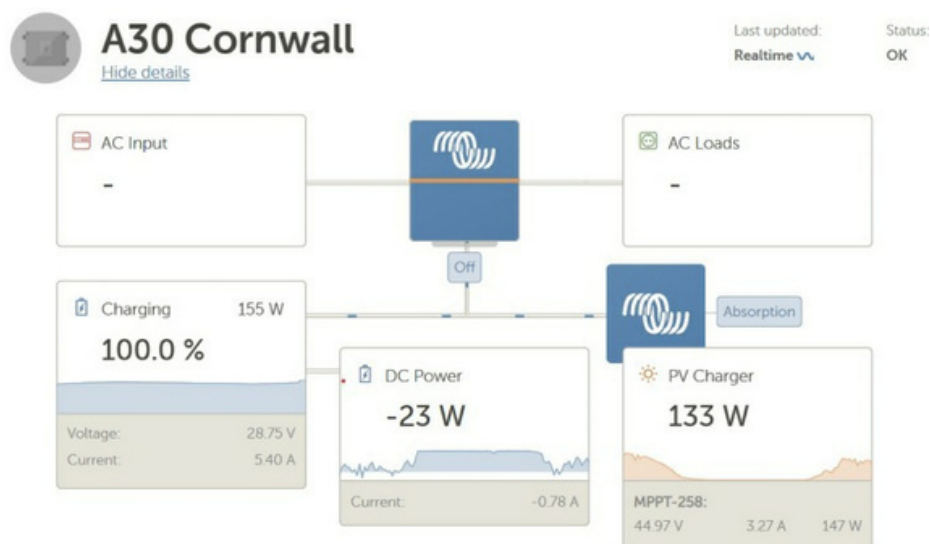 A30 Cornwall
Hide details
Last updated:
Realtime
Status:
OK
AC Input
-
AC Loads
-
Off
Charging 155 W
100.0 %
Voltage: 28.75 V
Current: 5.40 A
Absorption
DC Power
-23 W
Current: -0.78 A
PV Charger
133 W
MPPT-258:
44.97 V 3.27 A 147 W